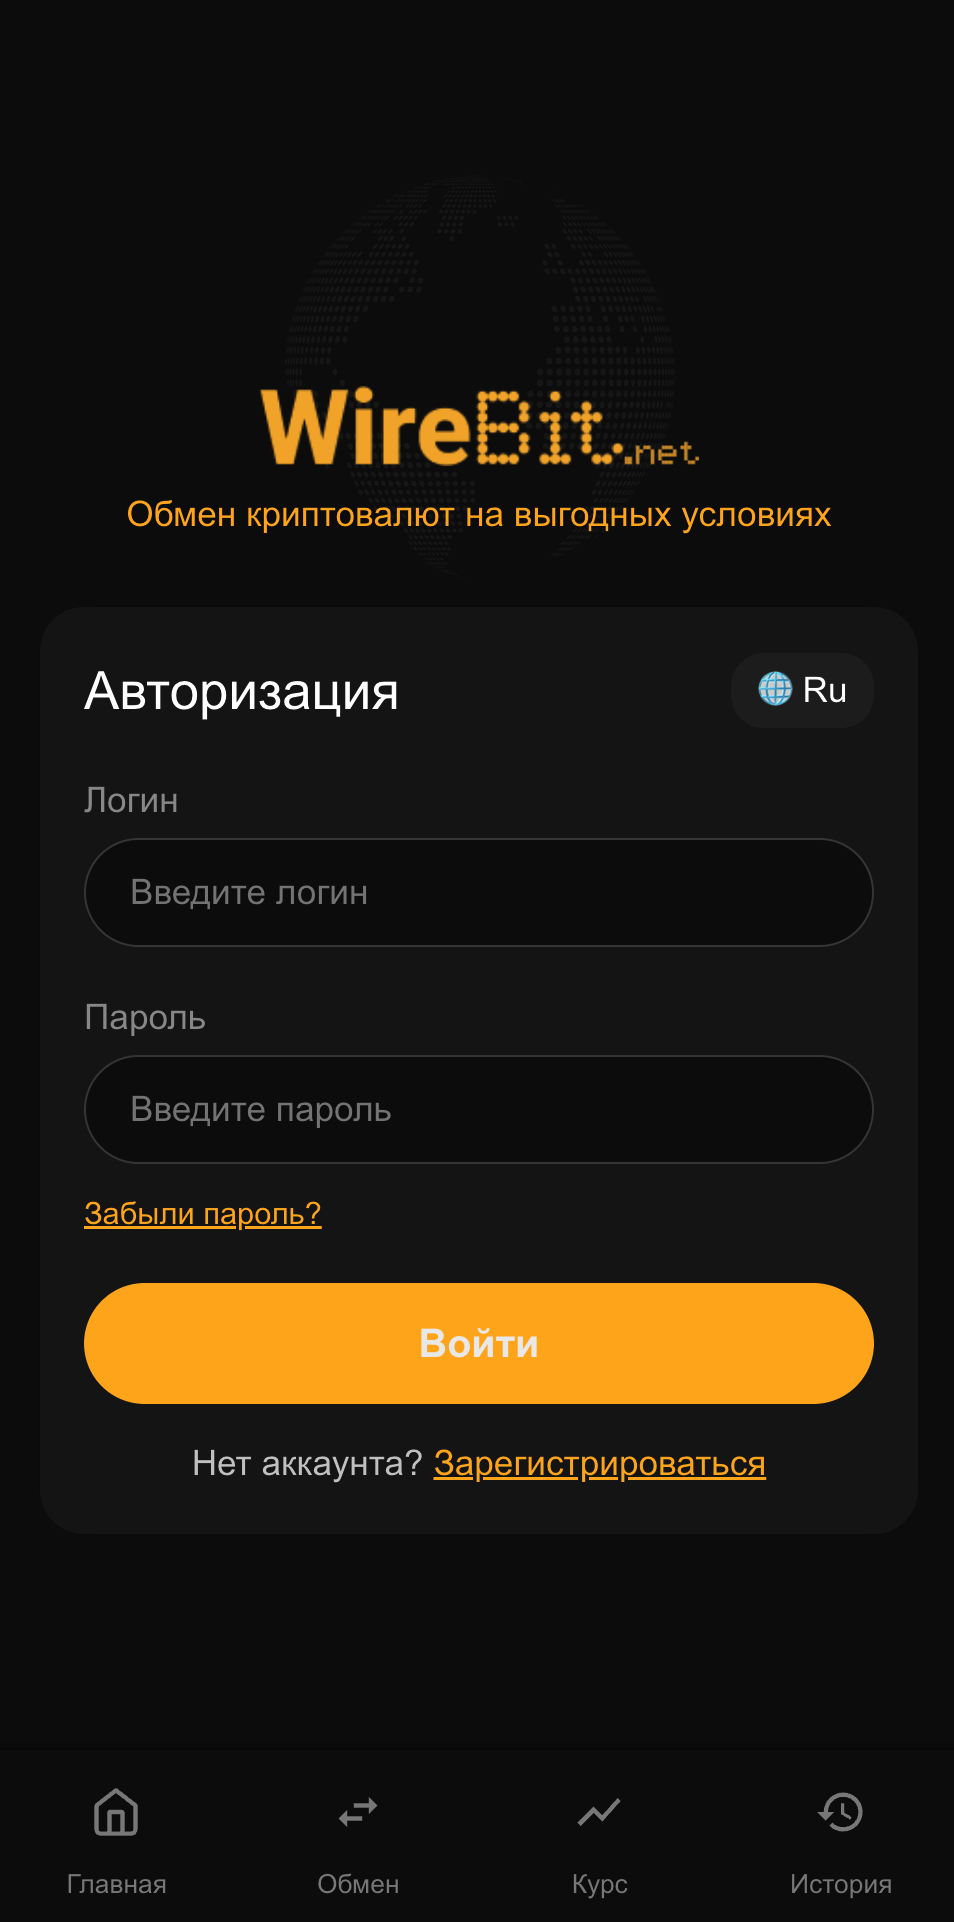 WireBit.net
Обмен криптовалют на выгодных условиях
Авторизация
Ru
Логин
Введите логин
Пароль
Введите пароль
Забыли пароль?
Войти
Нет аккаунта? Зарегистрироваться
Главная
Обмен
Курс
История